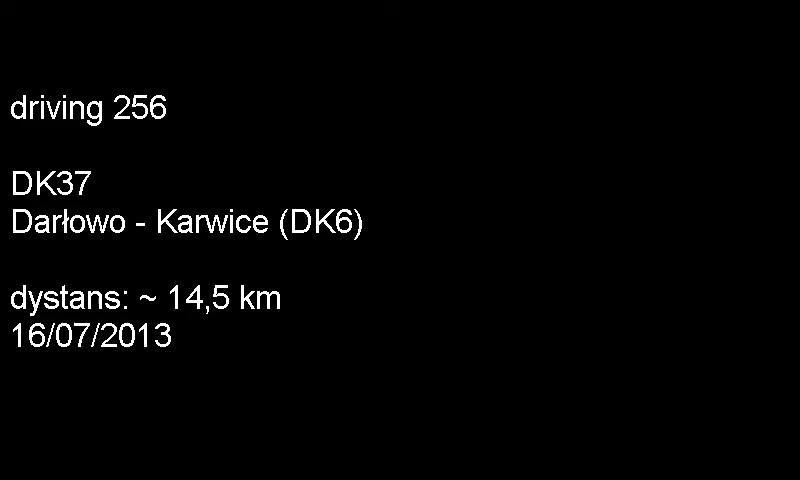 driving 256
DK37
Darłowo - Karwice (DK6)
dystans: ~ 14,5 km
16/07/2013